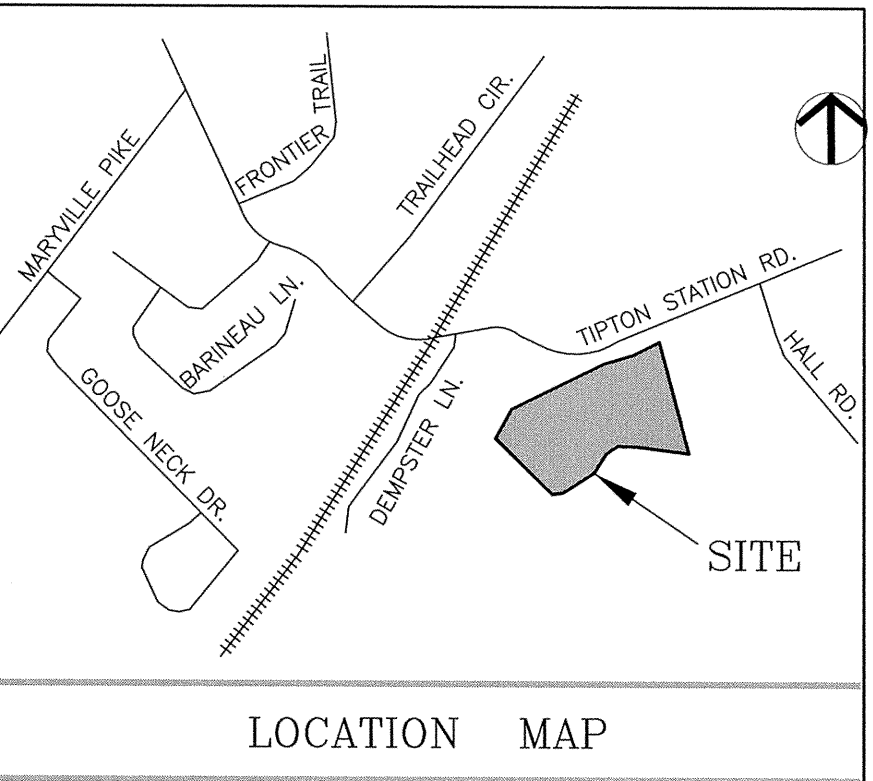 FRONTIER TRAIL
TRAILHEAD CIR.
MARYVILLE PIKE
BARINEAU LN.
TIPTON STATION RD.
HALL RD.
GOOSE NECK DR.
DEMPSTER LN.
SITE
LOCATION MAP